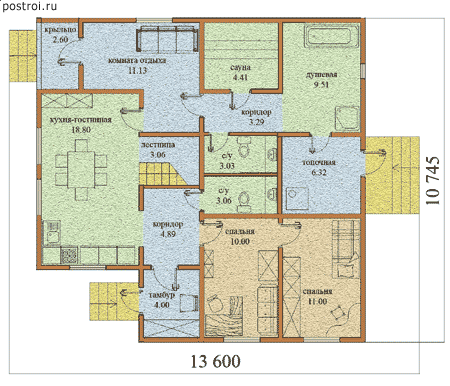 postroi.ru
крыльцо
2.60
комната отдыха
11.13
сауна
4.41
душевая
9.51
кухня-гостинная
18.80
коридор
3.29
лестница
3.06
с/у
3.03
топочная
6.32
с/у
3.06
коридор
4.89
спальня
10.00
спальня
11.00
тамбур
4.00
10 745
13 600